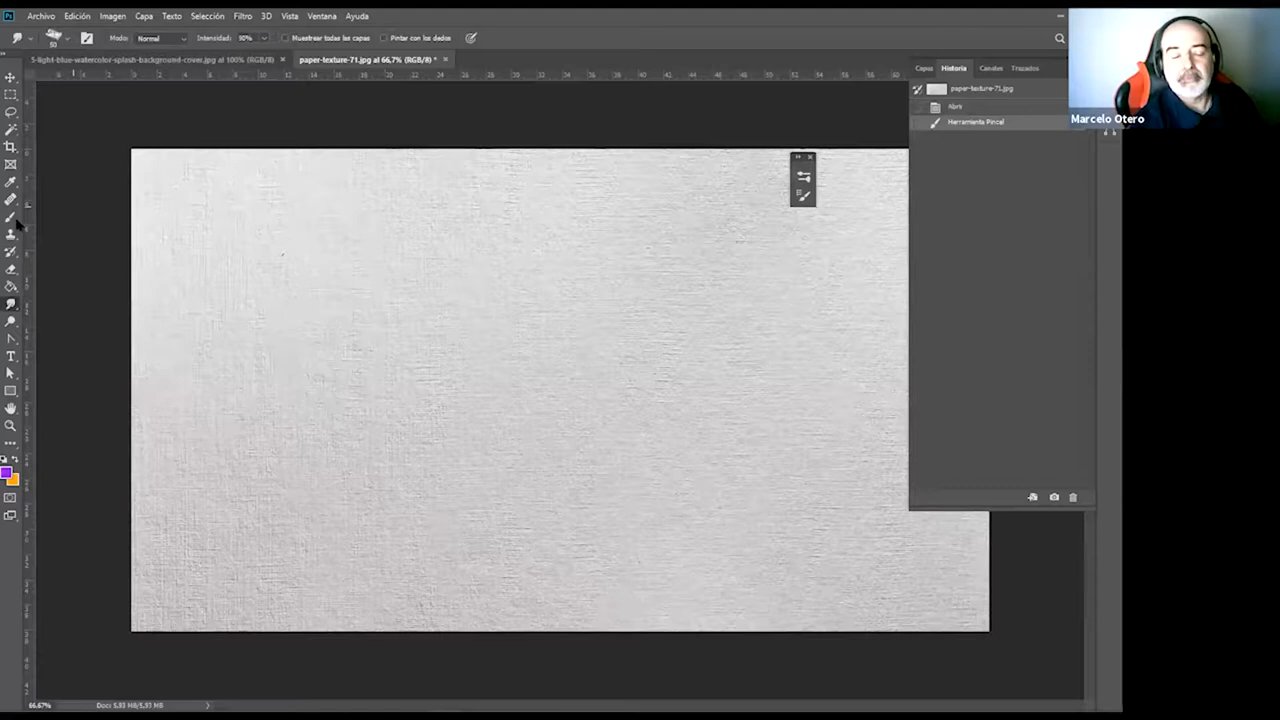 Ps Archivo Edición Imagen Capa Texto Selección Filtro 3D Vista Ventana Ayuda
50 Modo: Normal Intensidad: 90% Muestrear todas las capas Pintar con los dedos
5-light-blue-watercolor-splash-background-cover.jpg al 100% (RGB/8) × paper-texture-71.jpg al 66,7% (RGB/8) * ×
Capas Historia Canales Trazados
paper-texture-71.jpg
Abrir
Herramienta Pincel
Marcelo Otero
66.67% Doc: 5,93 MB/5,93 MB